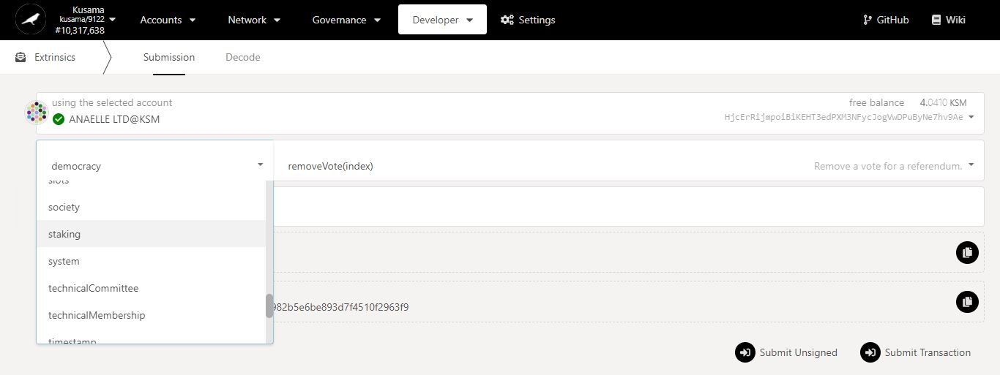 Kusama
kusama/9122
#10,317,638
Accounts
Network
Governance
Developer
Settings
GitHub
Wiki
Extrinsics
Submission
Decode
using the selected account
ANAELLE LTD@KSM
free balance 4.0410 KSM
HjcErRijmpoiBiKEHT3edPXM3NFycJogVwDPuByNe7hv9Ae
democracy
removeVote(index)
Remove a vote for a referendum.
slots
society
staking
system
technicalCommittee
technicalMembership
timestamp
982b5e6be893d7f4510f2963f9
Submit Unsigned
Submit Transaction